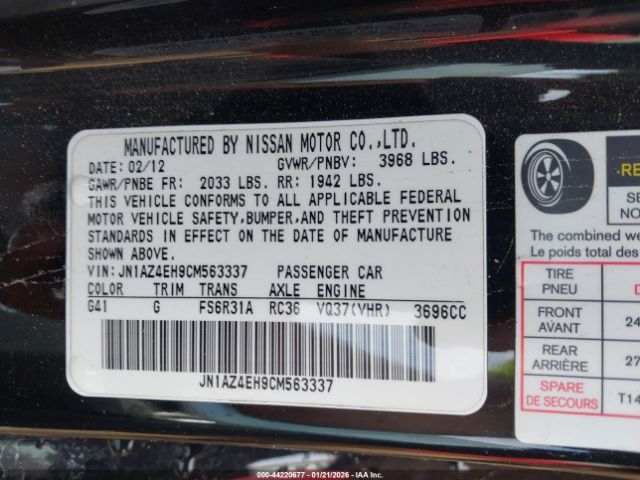 MANUFACTURED BY NISSAN MOTOR CO.,LTD.
DATE: 02/12 GVWR/PNBV: 3968 LBS.
GAWR/PNBE FR: 2033 LBS. RR: 1942 LBS.
THIS VEHICLE CONFORMS TO ALL APPLICABLE FEDERAL
MOTOR VEHICLE SAFETY,BUMPER,AND THEFT PREVENTION
STANDARDS IN EFFECT ON THE DATE OF MANUFACTURE
SHOWN ABOVE.
VIN: JN1AZ4EH9CM563337 PASSENGER CAR
COLOR TRIM TRANS AXLE ENGINE
G41 G FS6R31A RC36 VQ37(VHR) 3696CC
JN1AZ4EH9CM563337
The combined we
Le poids total des
TIRE
PNEU
FRONT
AVANT
24
REAR
ARRIÈRE
27
SPARE
DE SECOURS
T14
000-44220677 01/21/2026 IAA, Inc.